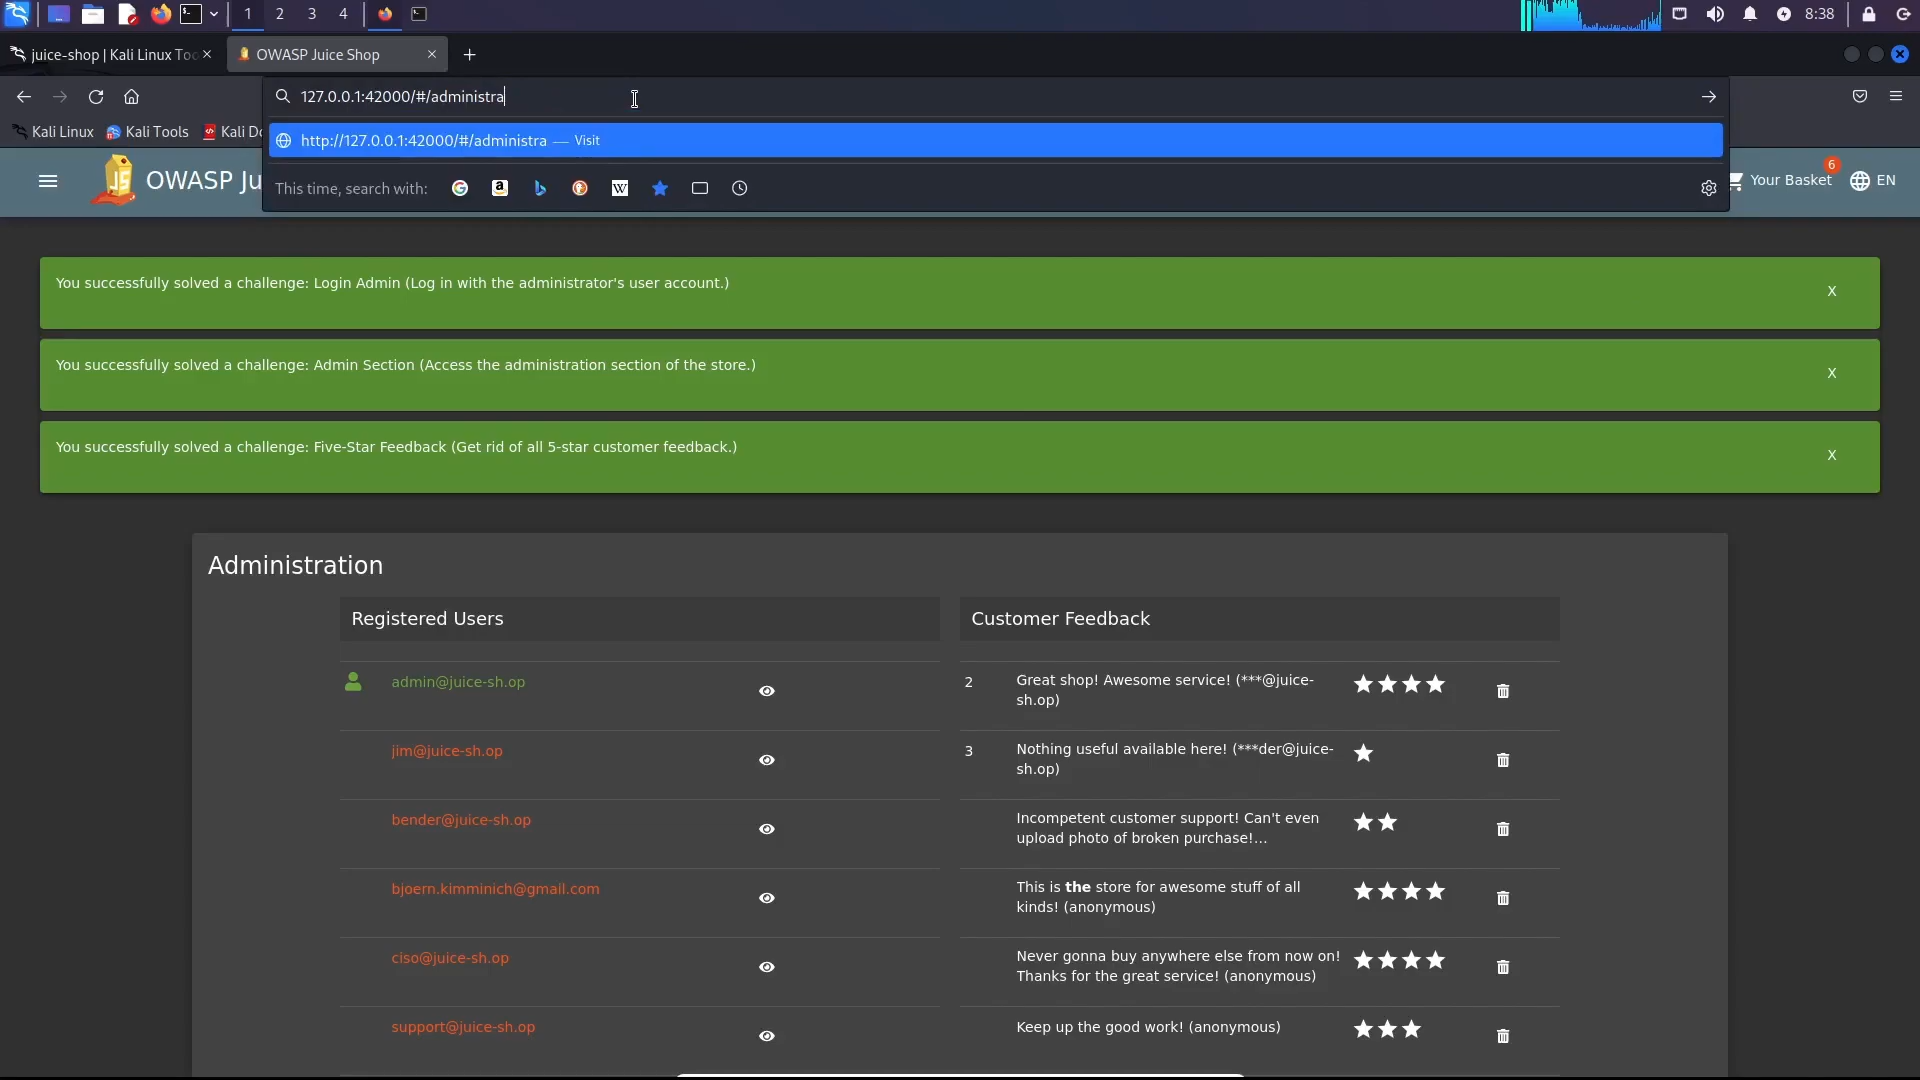 1 2 3 4 8:38
juice-shop | Kali Linux Too
OWASP Juice Shop
127.0.0.1:42000/#/administra
http://127.0.0.1:42000/#/administra — Visit
This time, search with:
Kali Linux Kali Tools Kali Do
OWASP Ju
6
Your Basket EN
You successfully solved a challenge: Login Admin (Log in with the administrator's user account.)
X
You successfully solved a challenge: Admin Section (Access the administration section of the store.)
X
You successfully solved a challenge: Five-Star Feedback (Get rid of all 5-star customer feedback.)
X
Administration
Registered Users
admin@juice-sh.op
jim@juice-sh.op
bender@juice-sh.op
bjoern.kimminich@gmail.com
ciso@juice-sh.op
support@juice-sh.op
Customer Feedback
2 Great shop! Awesome service! (***@juice-
sh.op)
3 Nothing useful available here! (***der@juice-
sh.op)
Incompetent customer support! Can't even
upload photo of broken purchase!...
This is the store for awesome stuff of all
kinds! (anonymous)
Never gonna buy anywhere else from now on!
Thanks for the great service! (anonymous)
Keep up the good work! (anonymous)